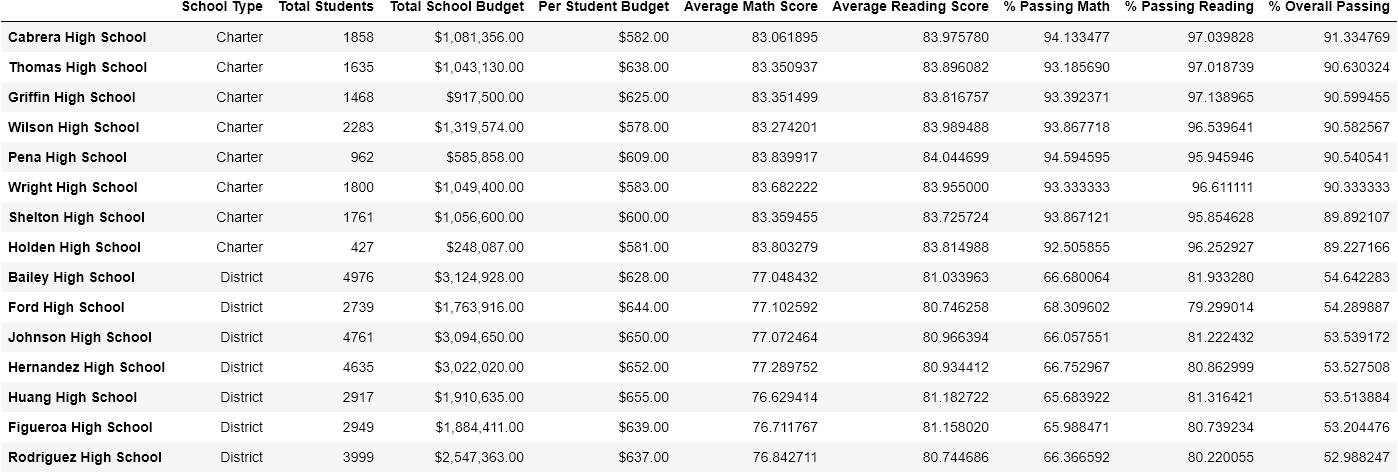 School Type Total Students Total School Budget Per Student Budget Average Math Score Average Reading Score % Passing Math % Passing Reading % Overall Passing
Cabrera High School Charter 1858 $1,081,356.00 $582.00 83.061895 83.975780 94.133477 97.039828 91.334769
Thomas High School Charter 1635 $1,043,130.00 $638.00 83.350937 83.896082 93.185690 97.018739 90.630324
Griffin High School Charter 1468 $917,500.00 $625.00 83.351499 83.816757 93.392371 97.138965 90.599455
Wilson High School Charter 2283 $1,319,574.00 $578.00 83.274201 83.989488 93.867718 96.539641 90.582567
Pena High School Charter 962 $585,858.00 $609.00 83.839917 84.044699 94.594595 95.945946 90.540541
Wright High School Charter 1800 $1,049,400.00 $583.00 83.682222 83.955000 93.333333 96.611111 90.333333
Shelton High School Charter 1761 $1,056,600.00 $600.00 83.359455 83.725724 93.867121 95.854628 89.892107
Holden High School Charter 427 $248,087.00 $581.00 83.803279 83.814988 92.505855 96.252927 89.227166
Bailey High School District 4976 $3,124,928.00 $628.00 77.048432 81.033963 66.680064 81.933280 54.642283
Ford High School District 2739 $1,763,916.00 $644.00 77.102592 80.746258 68.309602 79.299014 54.289887
Johnson High School District 4761 $3,094,650.00 $650.00 77.072464 80.966394 66.057551 81.222432 53.539172
Hernandez High School District 4635 $3,022,020.00 $652.00 77.289752 80.934412 66.752967 80.862999 53.527508
Huang High School District 2917 $1,910,635.00 $655.00 76.629414 81.182722 65.683922 81.316421 53.513884
Figueroa High School District 2949 $1,884,411.00 $639.00 76.711767 81.158020 65.988471 80.739234 53.204476
Rodriguez High School District 3999 $2,547,363.00 $637.00 76.842711 80.744686 66.366592 80.220055 52.988247